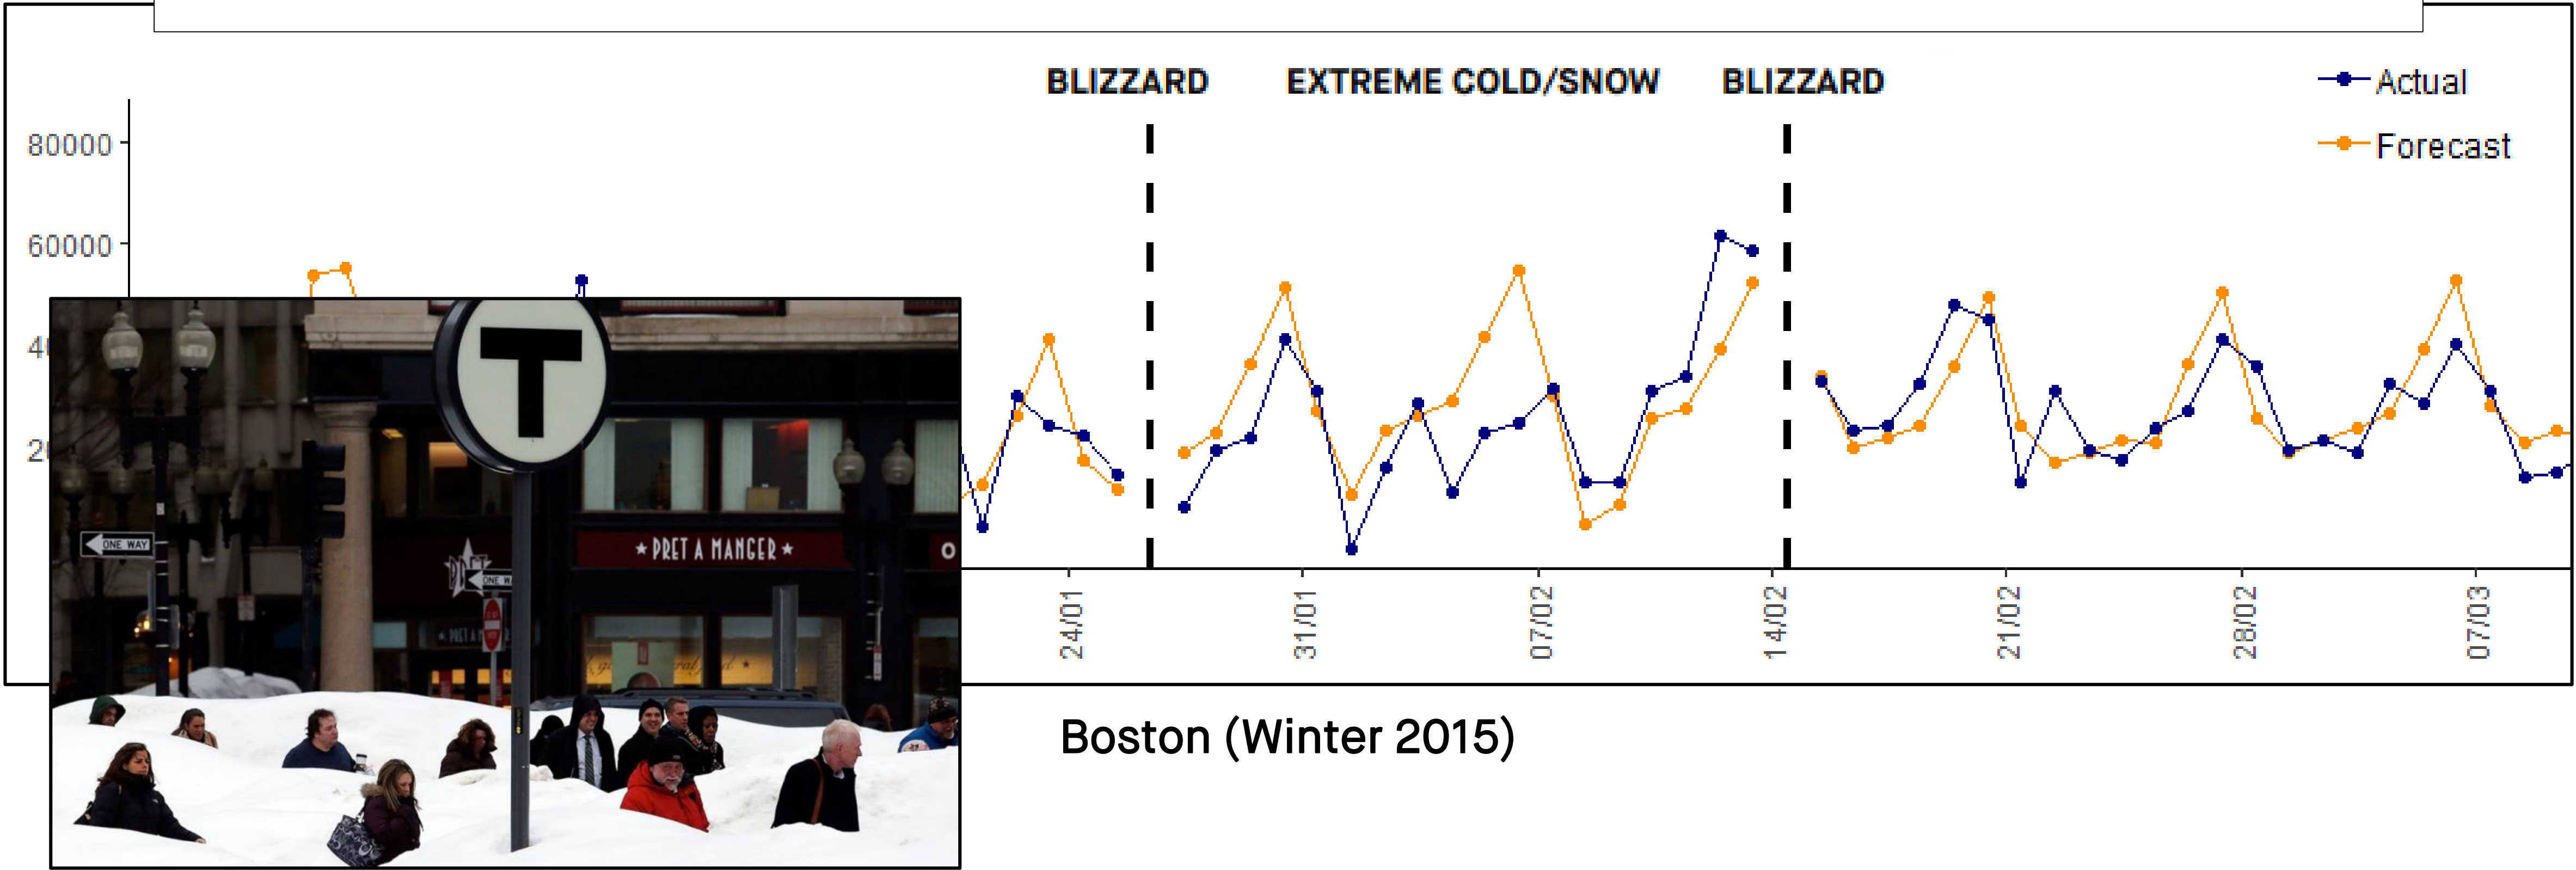 BLIZZARD EXTREME COLD/SNOW BLIZZARD
Actual
Forecast
80000
60000
24/01 31/01 07/02 14/02 21/02 28/02 07/03
T
ONE WAY
★ PRET A MANGER ★
ONE
Boston (Winter 2015)